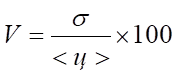 V = σ / <ц> ×100